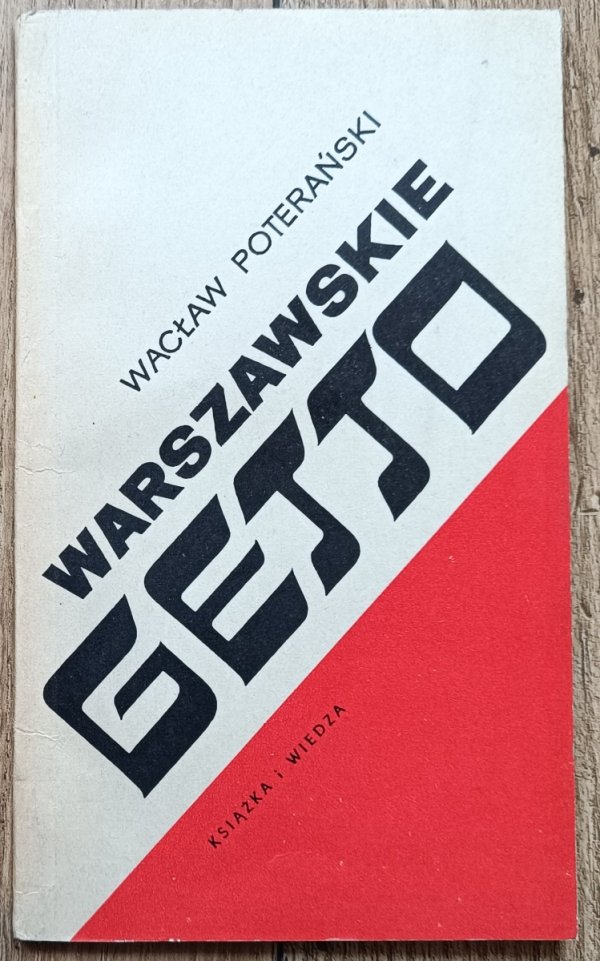 WACŁAW POTERAŃSKI
WARSZAWSKIE
GETTO
KSIĄŻKA i WIEDZA